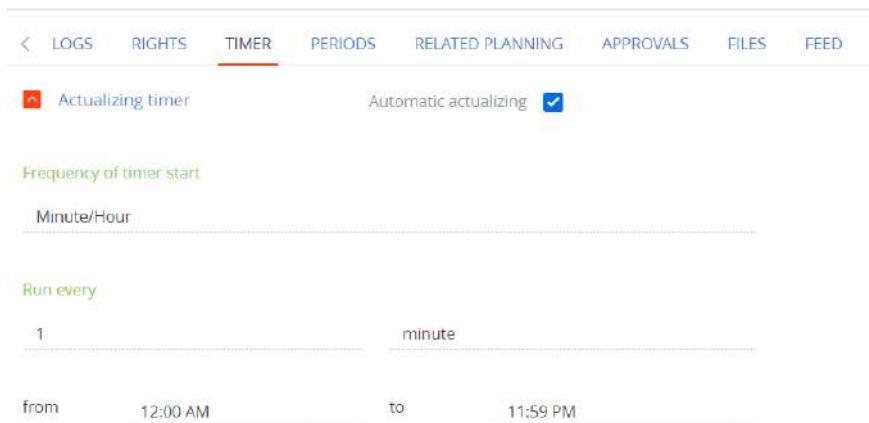 LOGS RIGHTS TIMER PERIODS RELATED PLANNING APPROVALS FILES FEED
Actualizing timer Automatic actualizing
Frequency of timer start
Minute/Hour
Run every
1 minute
from 12:00 AM to 11:59 PM